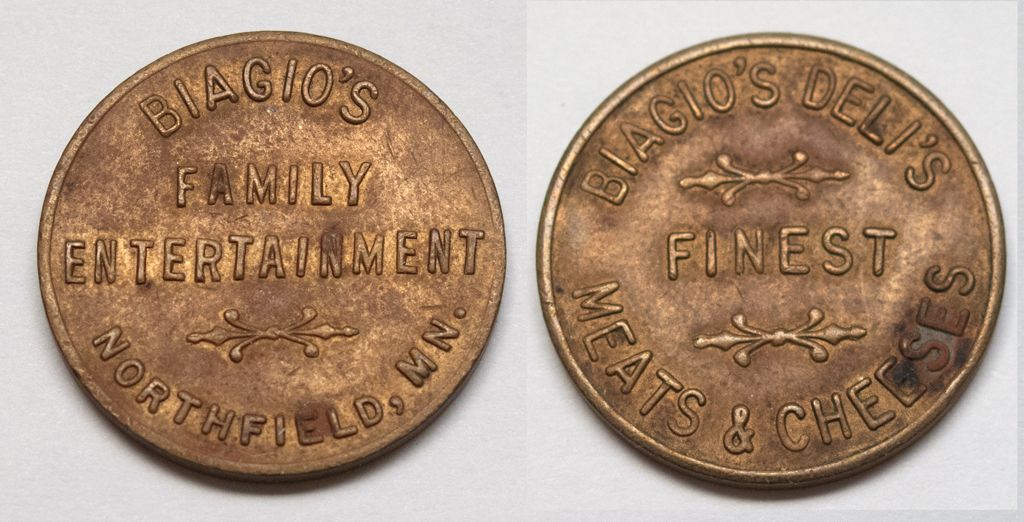 BIAGIO'S
FAMILY
ENTERTAINMENT
NORTHFIELD, MN.
BIAGIO'S DELI'S
FINEST
MEATS & CHEESES